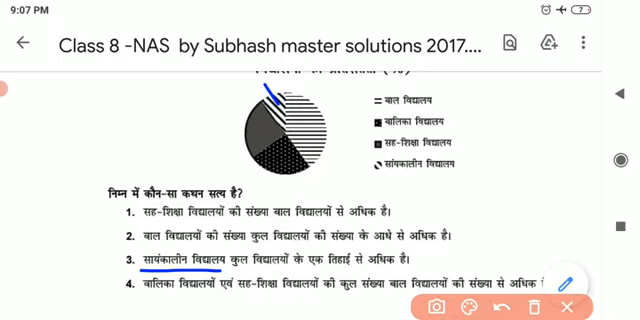 9:07 PM
7
Class 8 -NAS by Subhash master solutions 2017....
बाल विद्यालय
बालिका विद्यालय
सह-शिक्षा विद्यालय
सांयकालीन विद्यालय
निम्न में कौन-सा कथन सत्य है?
1. सह-शिक्षा विद्यालयों की संख्या बाल विद्यालयों से अधिक है।
2. बाल विद्यालयों की संख्या कुल विद्यालयों की संख्या के आधे से अधिक है।
3. सायंकालीन विद्यालय कुल विद्यालयों के एक तिहाई से अधिक है।
4. बालिका विद्यालयों एवं सह-शिक्षा विद्यालयों की कुल संख्या बाल विद्यालयों की संख्या से अधिक